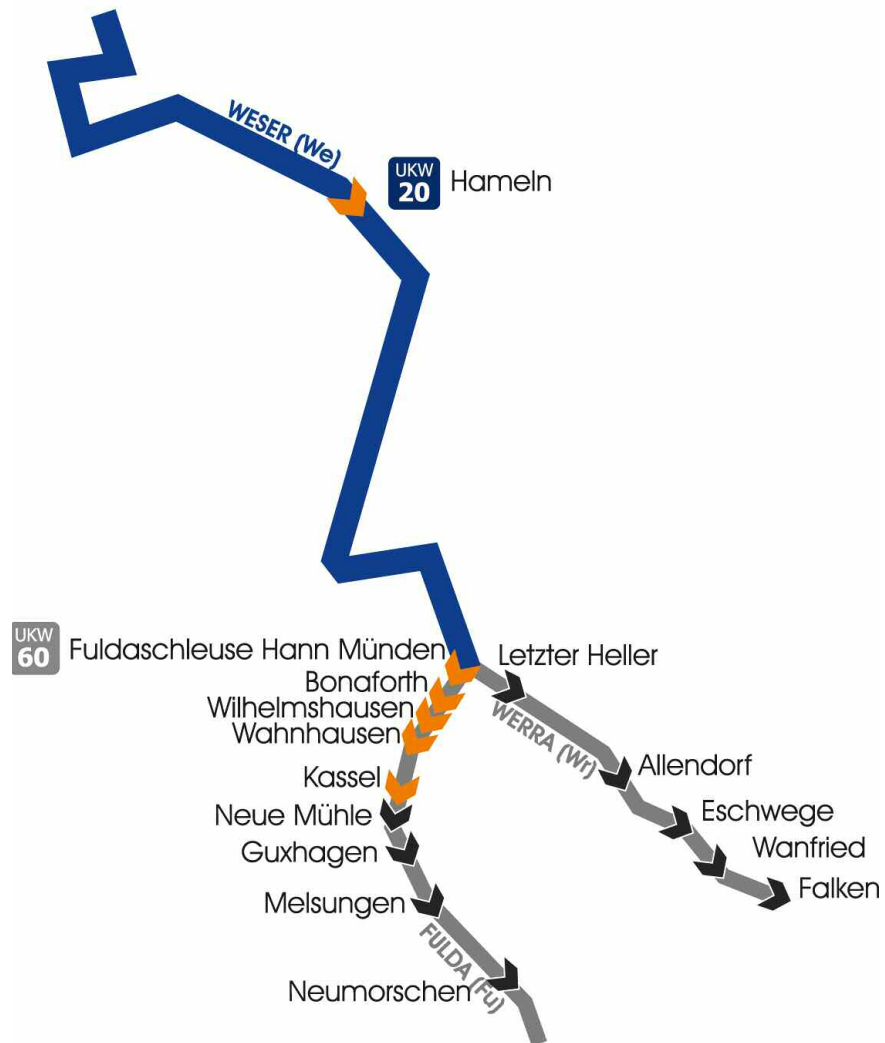 WESER (We)
UKW
20
Hameln
UKW
60
Fuldaschleuse Hann Münden
Letzter Heller
Bonaforth
Wilhelmshausen
Wahnhausen
WERRA (Wr)
Kassel
Allendorf
Neue Mühle
Eschwege
Guxhagen
Wanfried
Melsungen
Falken
FULDA (Fu)
Neumorschen